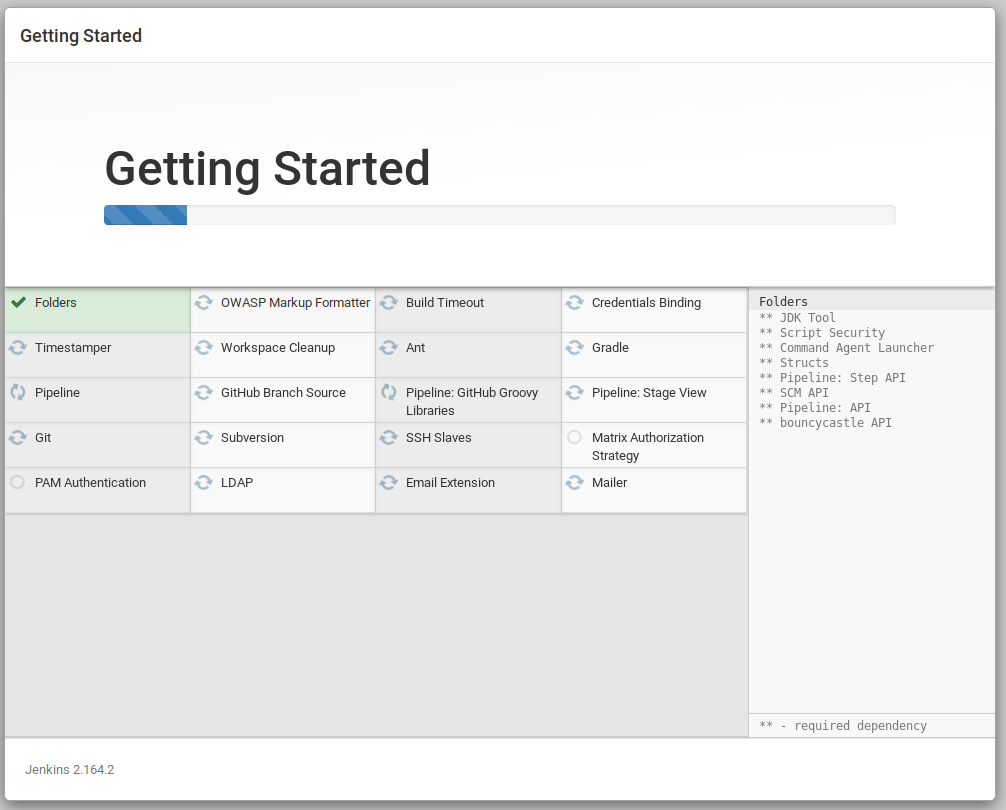 Getting Started
Getting Started
Folders
OWASP Markup Formatter
Build Timeout
Credentials Binding
Timestamper
Workspace Cleanup
Ant
Gradle
Pipeline
GitHub Branch Source
Pipeline: GitHub Groovy
Libraries
Pipeline: Stage View
Git
Subversion
SSH Slaves
Matrix Authorization
Strategy
PAM Authentication
LDAP
Email Extension
Mailer
Folders
** JDK Tool
** Script Security
** Command Agent Launcher
** Structs
** Pipeline: Step API
** SCM API
** Pipeline: API
** bouncycastle API
** - required dependency
Jenkins 2.164.2